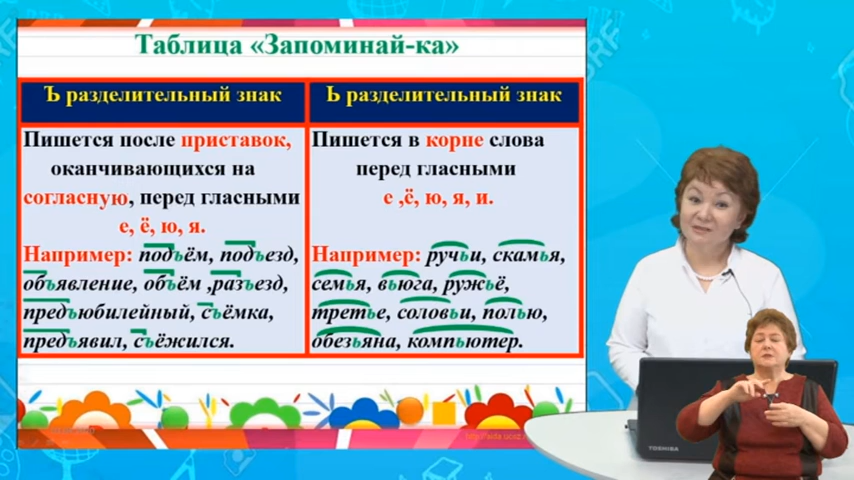 Таблица «Запоминай-ка»
Ъ разделительный знак
Пишется после приставок,
оканчивающихся на
согласную, перед гласными
е, ё, ю, я.
Например: подъём, подъезд,
объявление, объём ,разъезд,
предъюбилейный, съёмка,
предъявил, съёжился.
Ь разделительный знак
Пишется в корне слова
перед гласными
е ,ё, ю, я, и.
Например: ручьи, скамья,
семья, вьюга, ружьё,
третье, соловьи, полью,
обезьяна, компьютер.
TOSHIBA